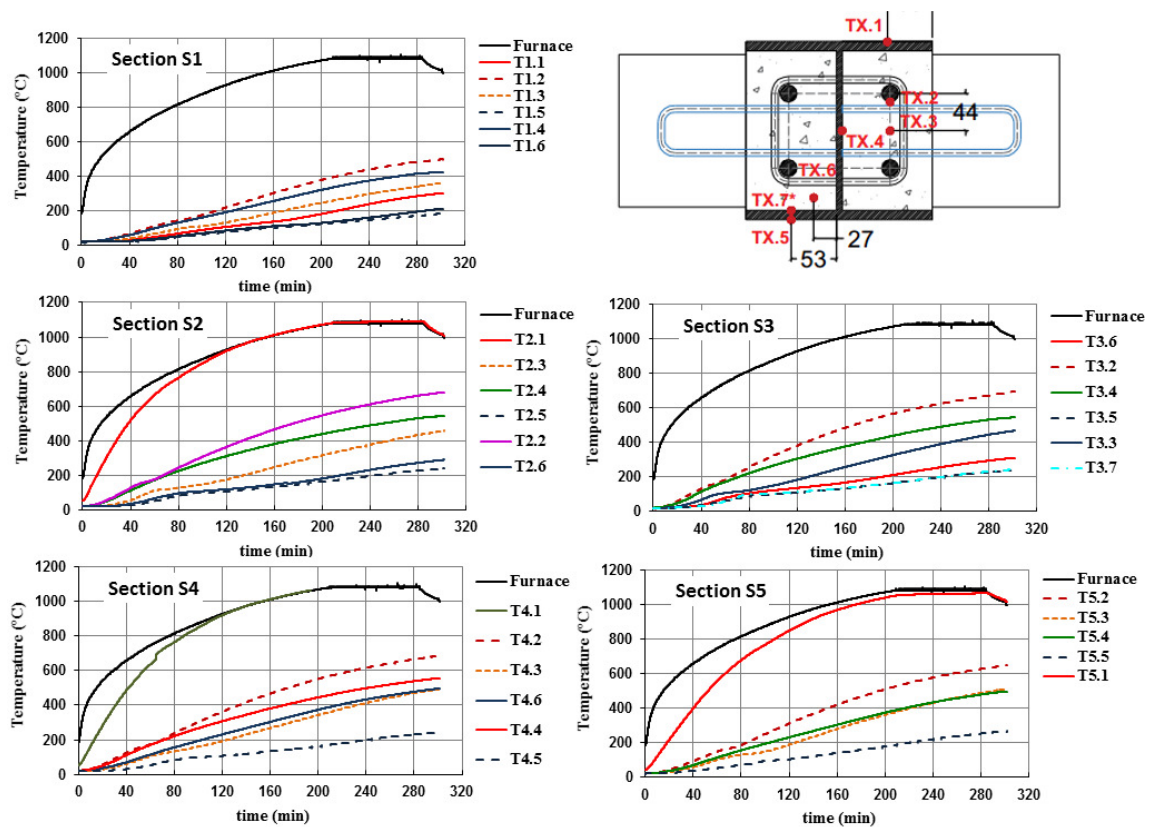 Section S1
1200
1000
800
600
400
200
0
Temperature (°C)
0 40 80 120 160 200 240 280 320
time (min)
Furnace
T1.1
T1.2
T1.3
T1.5
T1.4
T1.6
TX.1
TX.2
TX.3
44
TX.4
TX.6
TX.7*
TX.5
27
53
Section S2
1200
1000
800
600
400
200
0
Temperature (°C)
0 40 80 120 160 200 240 280 320
time (min)
Furnace
T2.1
T2.3
T2.4
T2.5
T2.2
T2.6
Section S3
1200
1000
800
600
400
200
0
Temperature (°C)
0 40 80 120 160 200 240 280 320
time (min)
Furnace
T3.6
T3.2
T3.4
T3.5
T3.3
T3.7
Section S4
1200
1000
800
600
400
200
0
Temperature (°C)
0 40 80 120 160 200 240 280 320
time (min)
Furnace
T4.1
T4.2
T4.3
T4.6
T4.4
T4.5
Section S5
1200
1000
800
600
400
200
0
Temperature (°C)
0 40 80 120 160 200 240 280 320
time (min)
Furnace
T5.2
T5.3
T5.4
T5.5
T5.1